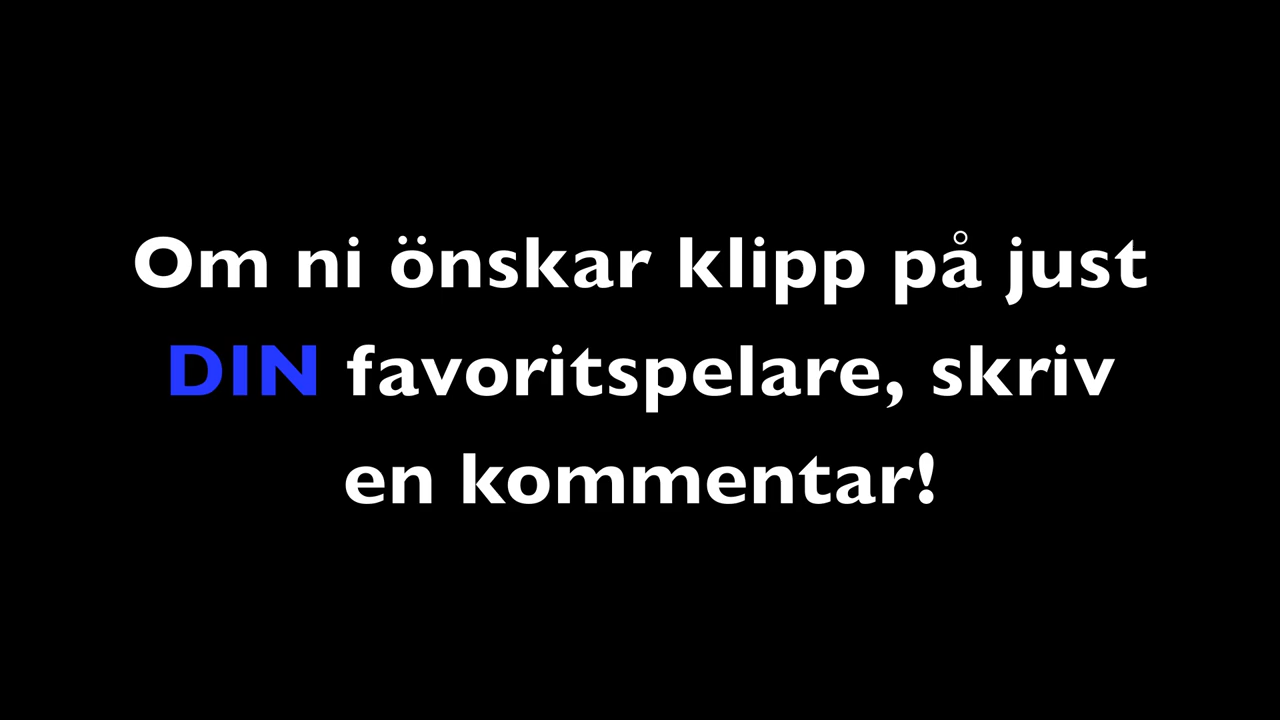 Om ni önskar klipp på just
DIN favoritspelare, skriv
en kommentar!